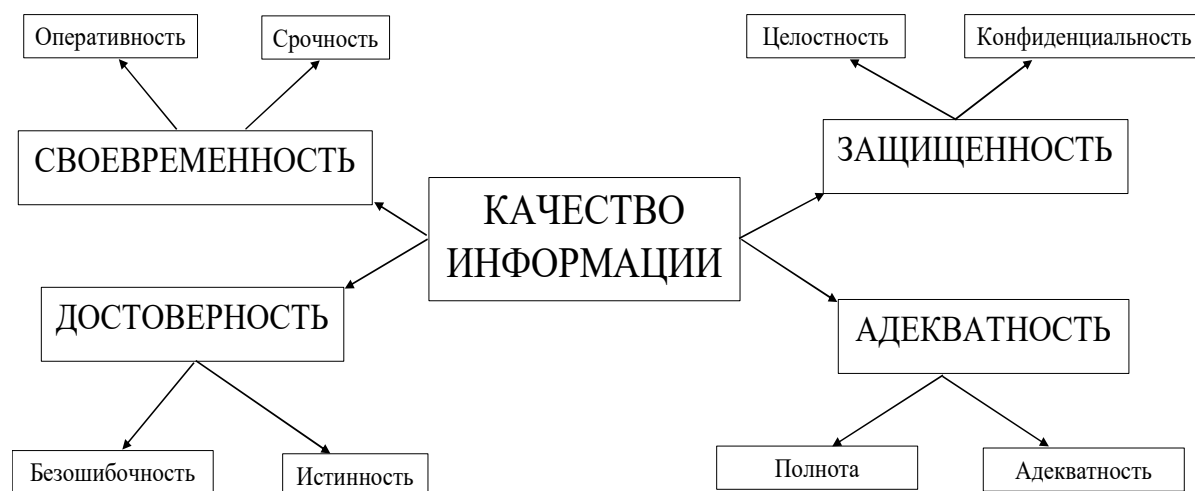 Оперативность
Срочность
Целостность
Конфиденциальность
СВОЕВРЕМЕННОСТЬ
ЗАЩИЩЕННОСТЬ
КАЧЕСТВО
ИНФОРМАЦИИ
ДОСТОВЕРНОСТЬ
АДЕКВАТНОСТЬ
Безошибочность
Истинность
Полнота
Адекватность